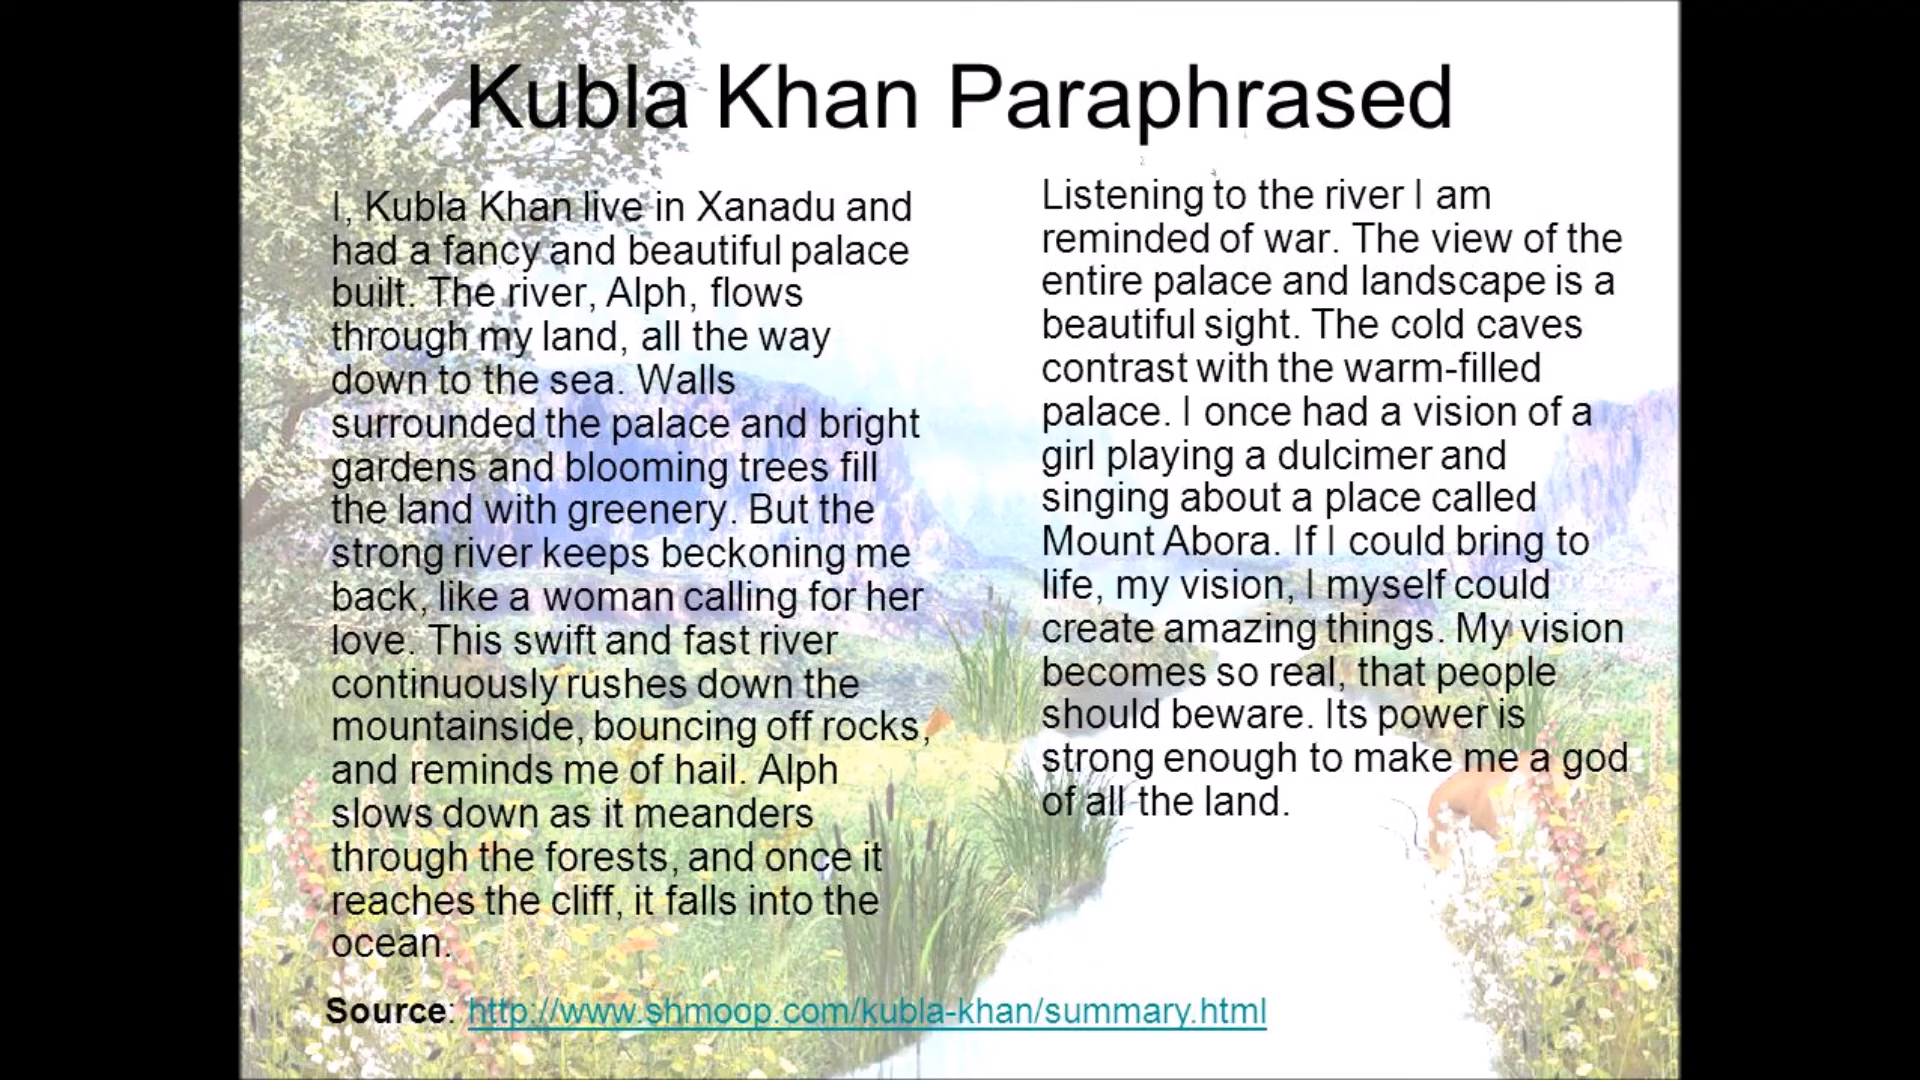 Kubla Khan Paraphrased
I, Kubla Khan live in Xanadu and
had a fancy and beautiful palace
built. The river, Alph, flows
through my land, all the way
down to the sea. Walls
surrounded the palace and bright
gardens and blooming trees fill
the land with greenery. But the
strong river keeps beckoning me
back, like a woman calling for her
love. This swift and fast river
continuously rushes down the
mountainside, bouncing off rocks,
and reminds me of hail. Alph
slows down as it meanders
through the forests, and once it
reaches the cliff, it falls into the
ocean.
Listening to the river I am
reminded of war. The view of the
entire palace and landscape is a
beautiful sight. The cold caves
contrast with the warm-filled
palace. I once had a vision of a
girl playing a dulcimer and
singing about a place called
Mount Abora. If I could bring to
life, my vision, I myself could
create amazing things. My vision
becomes so real, that people
should beware. Its power is
strong enough to make me a god
of all the land.
Source: http://www.shmoop.com/kubla-khan/summary.html